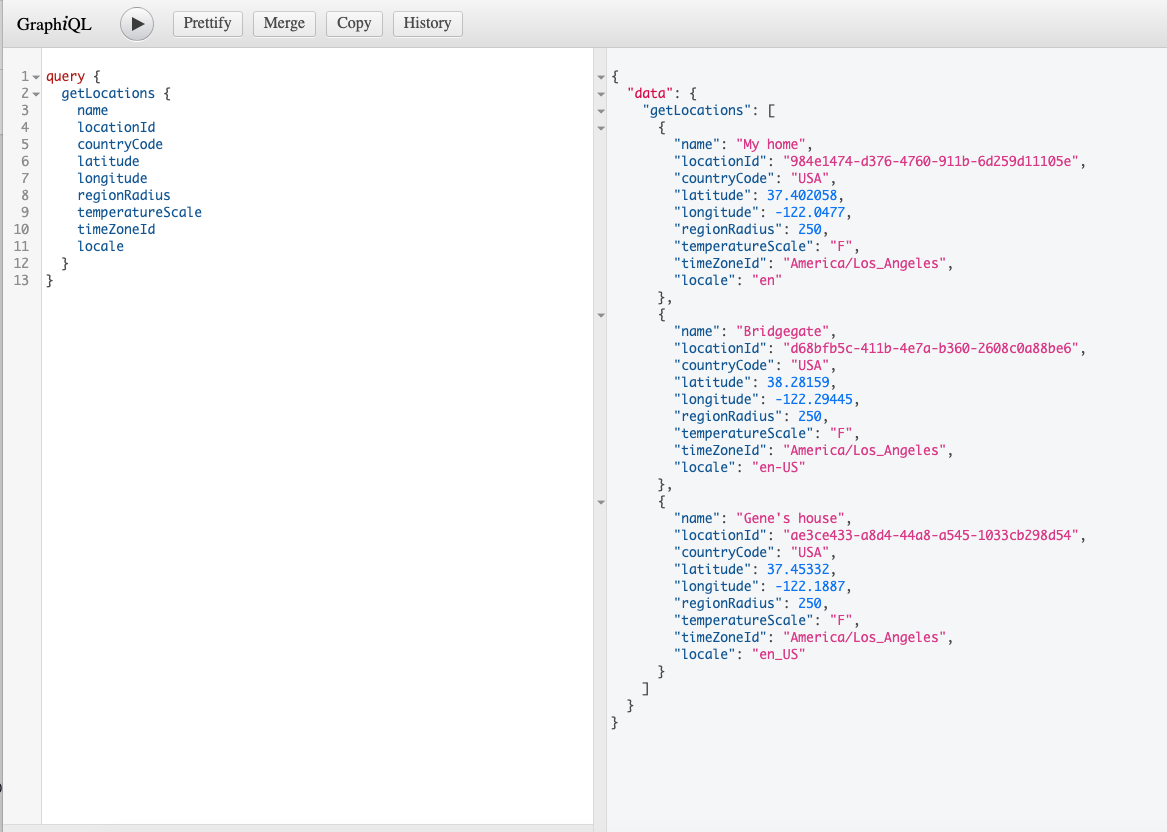 GraphiQL Prettify Merge Copy History
1 query {
2 getLocations {
3 name
4 locationId
5 countryCode
6 latitude
7 longitude
8 regionRadius
9 temperatureScale
10 timeZoneId
11 locale
12 }
13 }
{
"data": {
"getLocations": [
{
"name": "My home",
"locationId": "984e1474-d376-4760-911b-6d259d11105e",
"countryCode": "USA",
"latitude": 37.402058,
"longitude": -122.0477,
"regionRadius": 250,
"temperatureScale": "F",
"timeZoneId": "America/Los_Angeles",
"locale": "en"
},
{
"name": "Bridgegate",
"locationId": "d68bfb5c-411b-4e7a-b360-2608c0a88be6",
"countryCode": "USA",
"latitude": 38.28159,
"longitude": -122.29445,
"regionRadius": 250,
"temperatureScale": "F",
"timeZoneId": "America/Los_Angeles",
"locale": "en-US"
},
{
"name": "Gene's house",
"locationId": "ae3ce433-a8d4-44a8-a545-1033cb298d54",
"countryCode": "USA",
"latitude": 37.45332,
"longitude": -122.1887,
"regionRadius": 250,
"temperatureScale": "F",
"timeZoneId": "America/Los_Angeles",
"locale": "en_US"
}
]
}
}